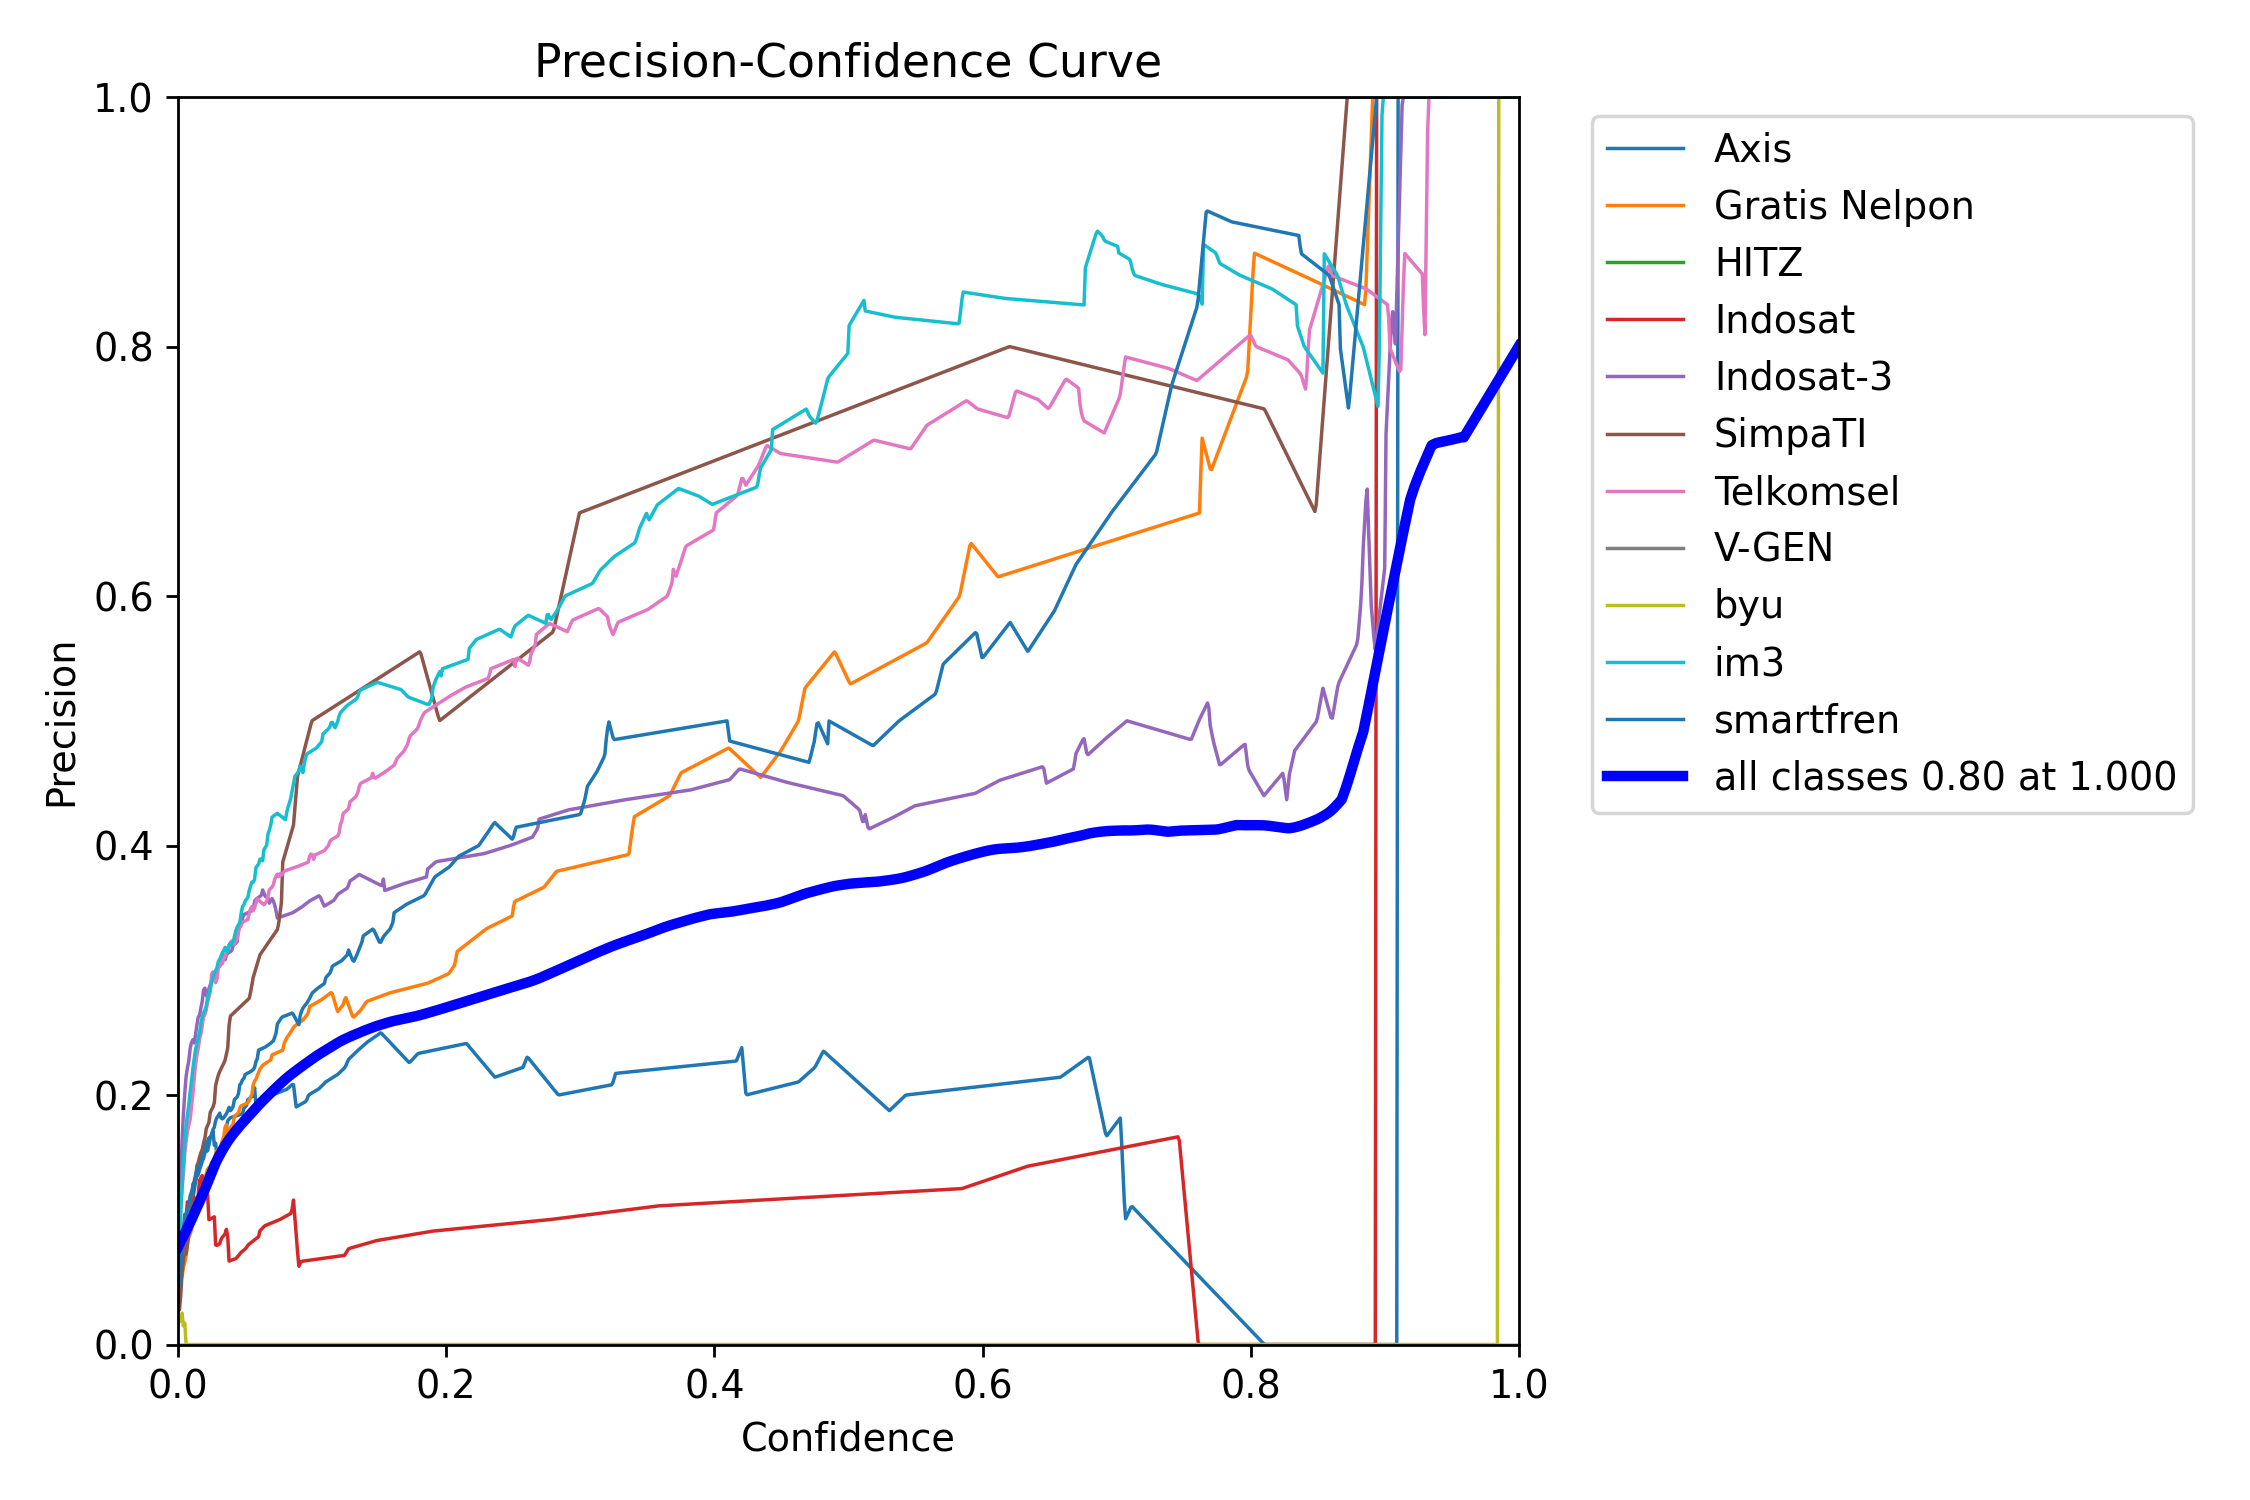 Precision-Confidence Curve
1.0
0.8
0.6
0.4
0.2
0.0
Precision
0.0 0.2 0.4 0.6 0.8 1.0
Confidence
Axis
Gratis Nelpon
HITZ
Indosat
Indosat-3
SimpaTI
Telkomsel
V-GEN
byu
im3
smartfren
all classes 0.80 at 1.000